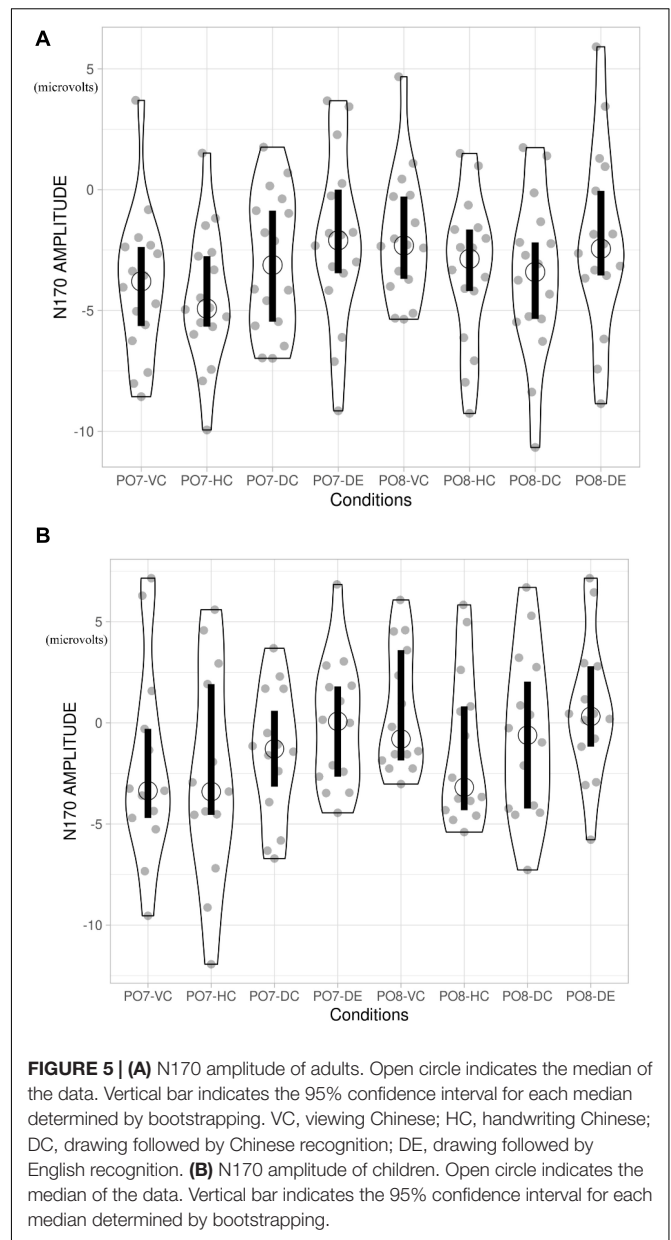 A
5
(microvolts)
0
N170 AMPLITUDE
-5
-10
PO7-VC PO7-HC PO7-DC PO7-DE PO8-VC PO8-HC PO8-DC PO8-DE
Conditions
B
5
(microvolts)
0
N170 AMPLITUDE
-5
-10
PO7-VC PO7-HC PO7-DC PO7-DE PO8-VC PO8-HC PO8-DC PO8-DE
Conditions
FIGURE 5 | (A) N170 amplitude of adults. Open circle indicates the median of
the data. Vertical bar indicates the 95% confidence interval for each median
determined by bootstrapping. VC, viewing Chinese; HC, handwriting Chinese;
DC, drawing followed by Chinese recognition; DE, drawing followed by
English recognition. (B) N170 amplitude of children. Open circle indicates the
median of the data. Vertical bar indicates the 95% confidence interval for each
median determined by bootstrapping.